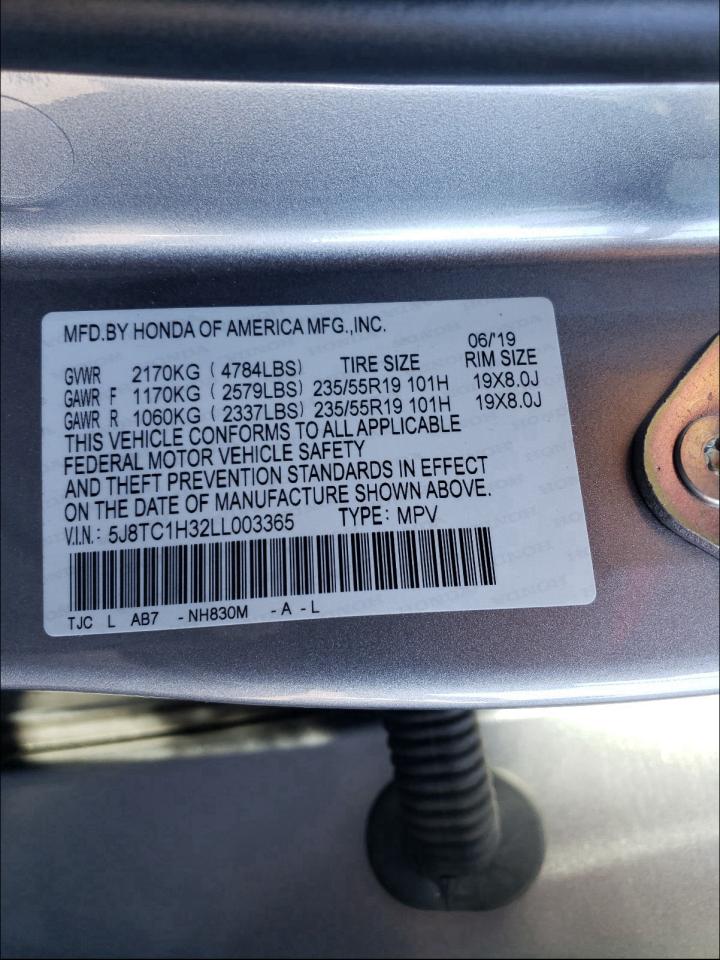 MFD.BY HONDA OF AMERICA MFG.,INC.
06/'19
GVWR 2170KG ( 4784LBS) TIRE SIZE RIM SIZE
GAWR F 1170KG ( 2579LBS) 235/55R19 101H 19X8.0J
GAWR R 1060KG ( 2337LBS) 235/55R19 101H 19X8.0J
THIS VEHICLE CONFORMS TO ALL APPLICABLE
FEDERAL MOTOR VEHICLE SAFETY
AND THEFT PREVENTION STANDARDS IN EFFECT
ON THE DATE OF MANUFACTURE SHOWN ABOVE.
V.I.N.: 5J8TC1H32LL003365 TYPE: MPV
TJC L AB7 -NH830M -A -L